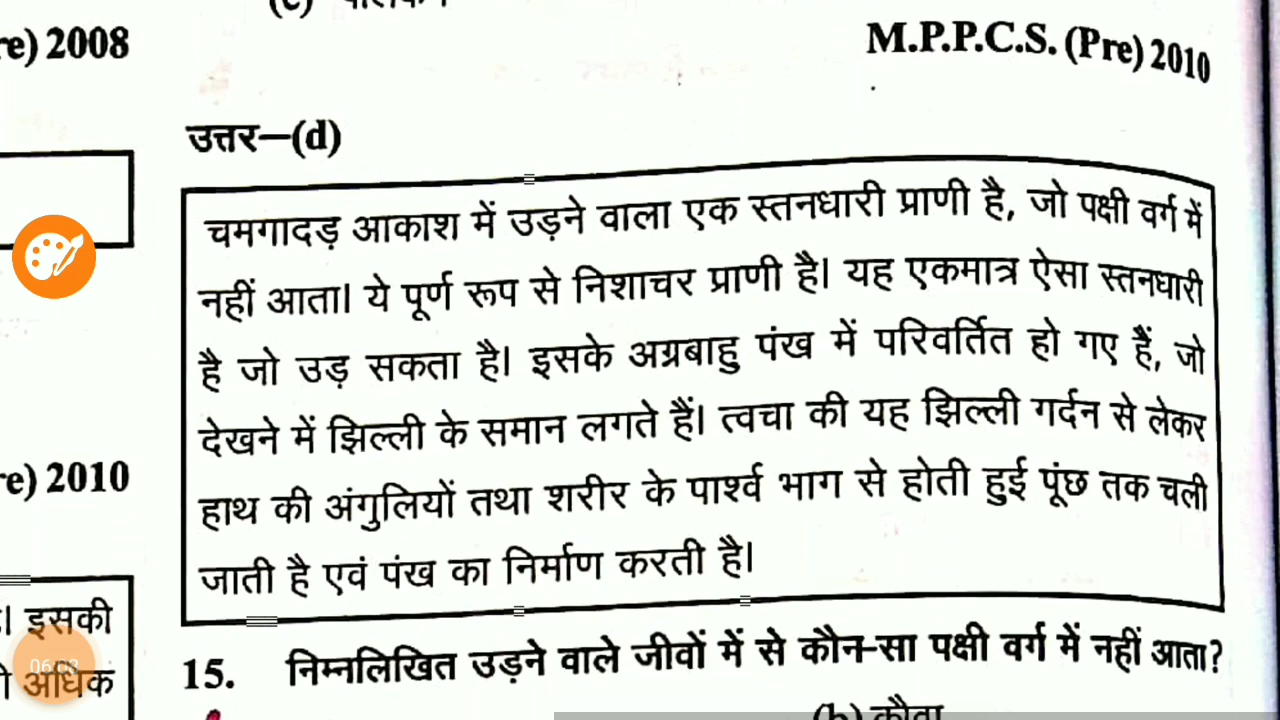 re) 2008
M.P.P.C.S. (Pre) 2010
उत्तर–(d)
चमगादड़ आकाश में उड़ने वाला एक स्तनधारी प्राणी है, जो पक्षी वर्ग में
नहीं आता। ये पूर्ण रूप से निशाचर प्राणी है। यह एकमात्र ऐसा स्तनधारी
है जो उड़ सकता है। इसके अग्रबाहु पंख में परिवर्तित हो गए हैं, जो
देखने में झिल्ली के समान लगते हैं। त्वचा की यह झिल्ली गर्दन से लेकर
हाथ की अंगुलियों तथा शरीर के पार्श्व भाग से होती हुई पूंछ तक चली
जाती है एवं पंख का निर्माण करती है।
re) 2010
इसकी
अधिक
15. निम्नलिखित उड़ने वाले जीवों में से कौन-सा पक्षी वर्ग में नहीं आता?
(b) कौवा